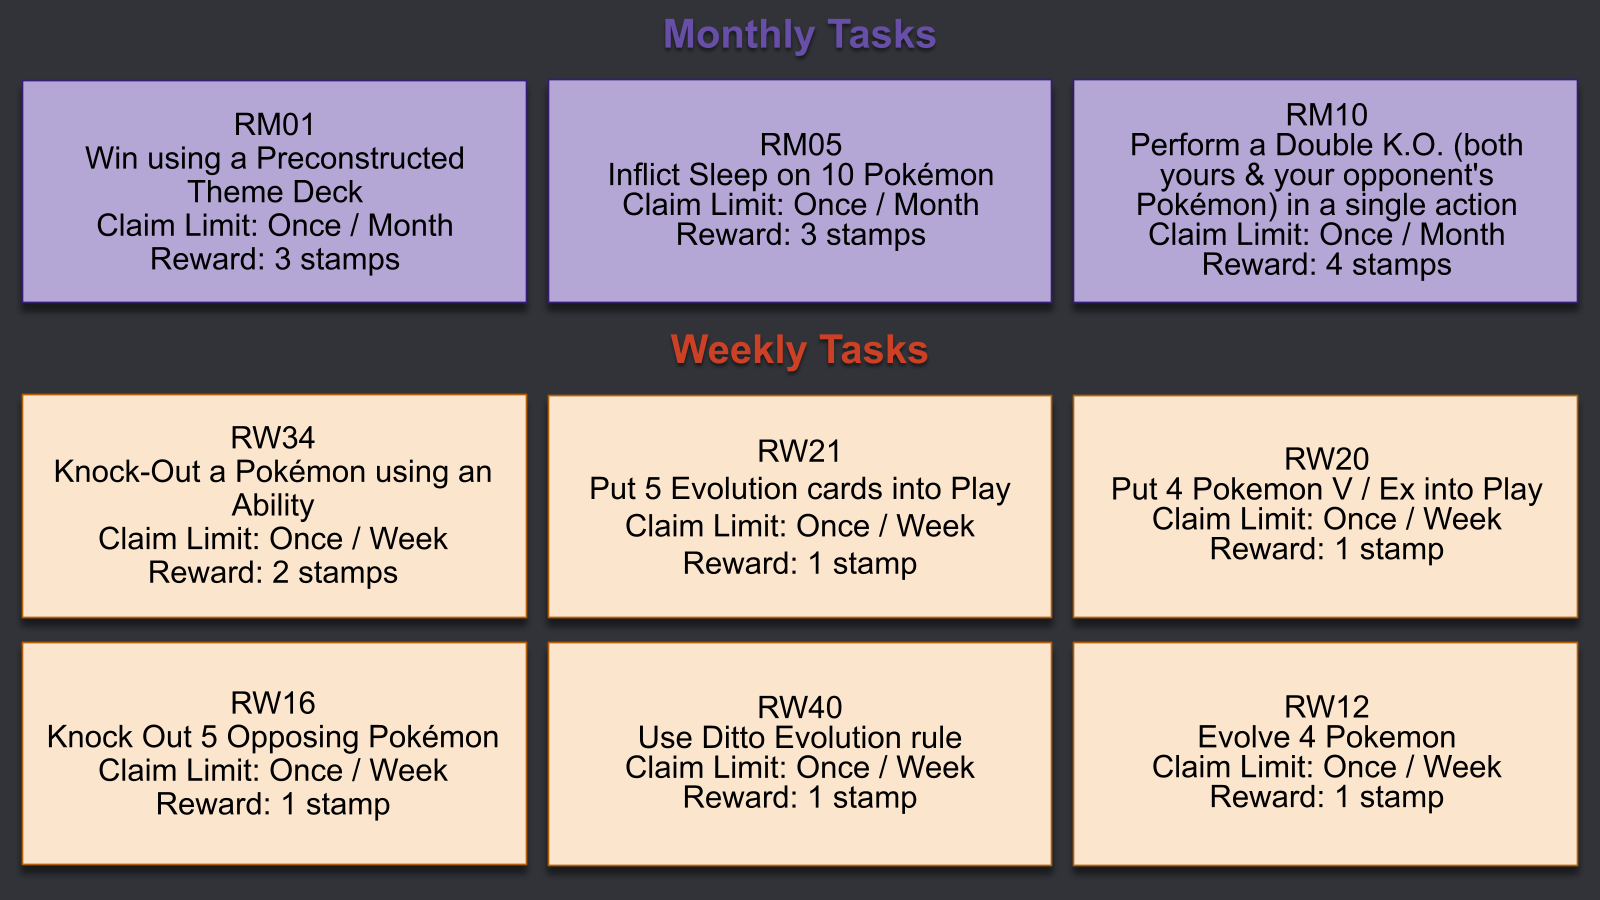 Monthly Tasks
RM01
Win using a Preconstructed
Theme Deck
Claim Limit: Once / Month
Reward: 3 stamps
RM05
Inflict Sleep on 10 Pokémon
Claim Limit: Once / Month
Reward: 3 stamps
RM10
Perform a Double K.O. (both
yours & your opponent's
Pokémon) in a single action
Claim Limit: Once / Month
Reward: 4 stamps
Weekly Tasks
RW34
Knock-Out a Pokémon using an
Ability
Claim Limit: Once / Week
Reward: 2 stamps
RW21
Put 5 Evolution cards into Play
Claim Limit: Once / Week
Reward: 1 stamp
RW20
Put 4 Pokemon V / Ex into Play
Claim Limit: Once / Week
Reward: 1 stamp
RW16
Knock Out 5 Opposing Pokémon
Claim Limit: Once / Week
Reward: 1 stamp
RW40
Use Ditto Evolution rule
Claim Limit: Once / Week
Reward: 1 stamp
RW12
Evolve 4 Pokemon
Claim Limit: Once / Week
Reward: 1 stamp